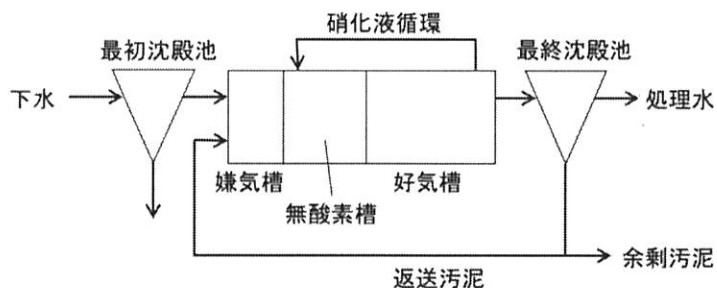 硝化液循環
最初沈殿池
最終沈殿池
下水
処理水
嫌気槽
好気槽
無酸素槽
余剰汚泥
返送汚泥